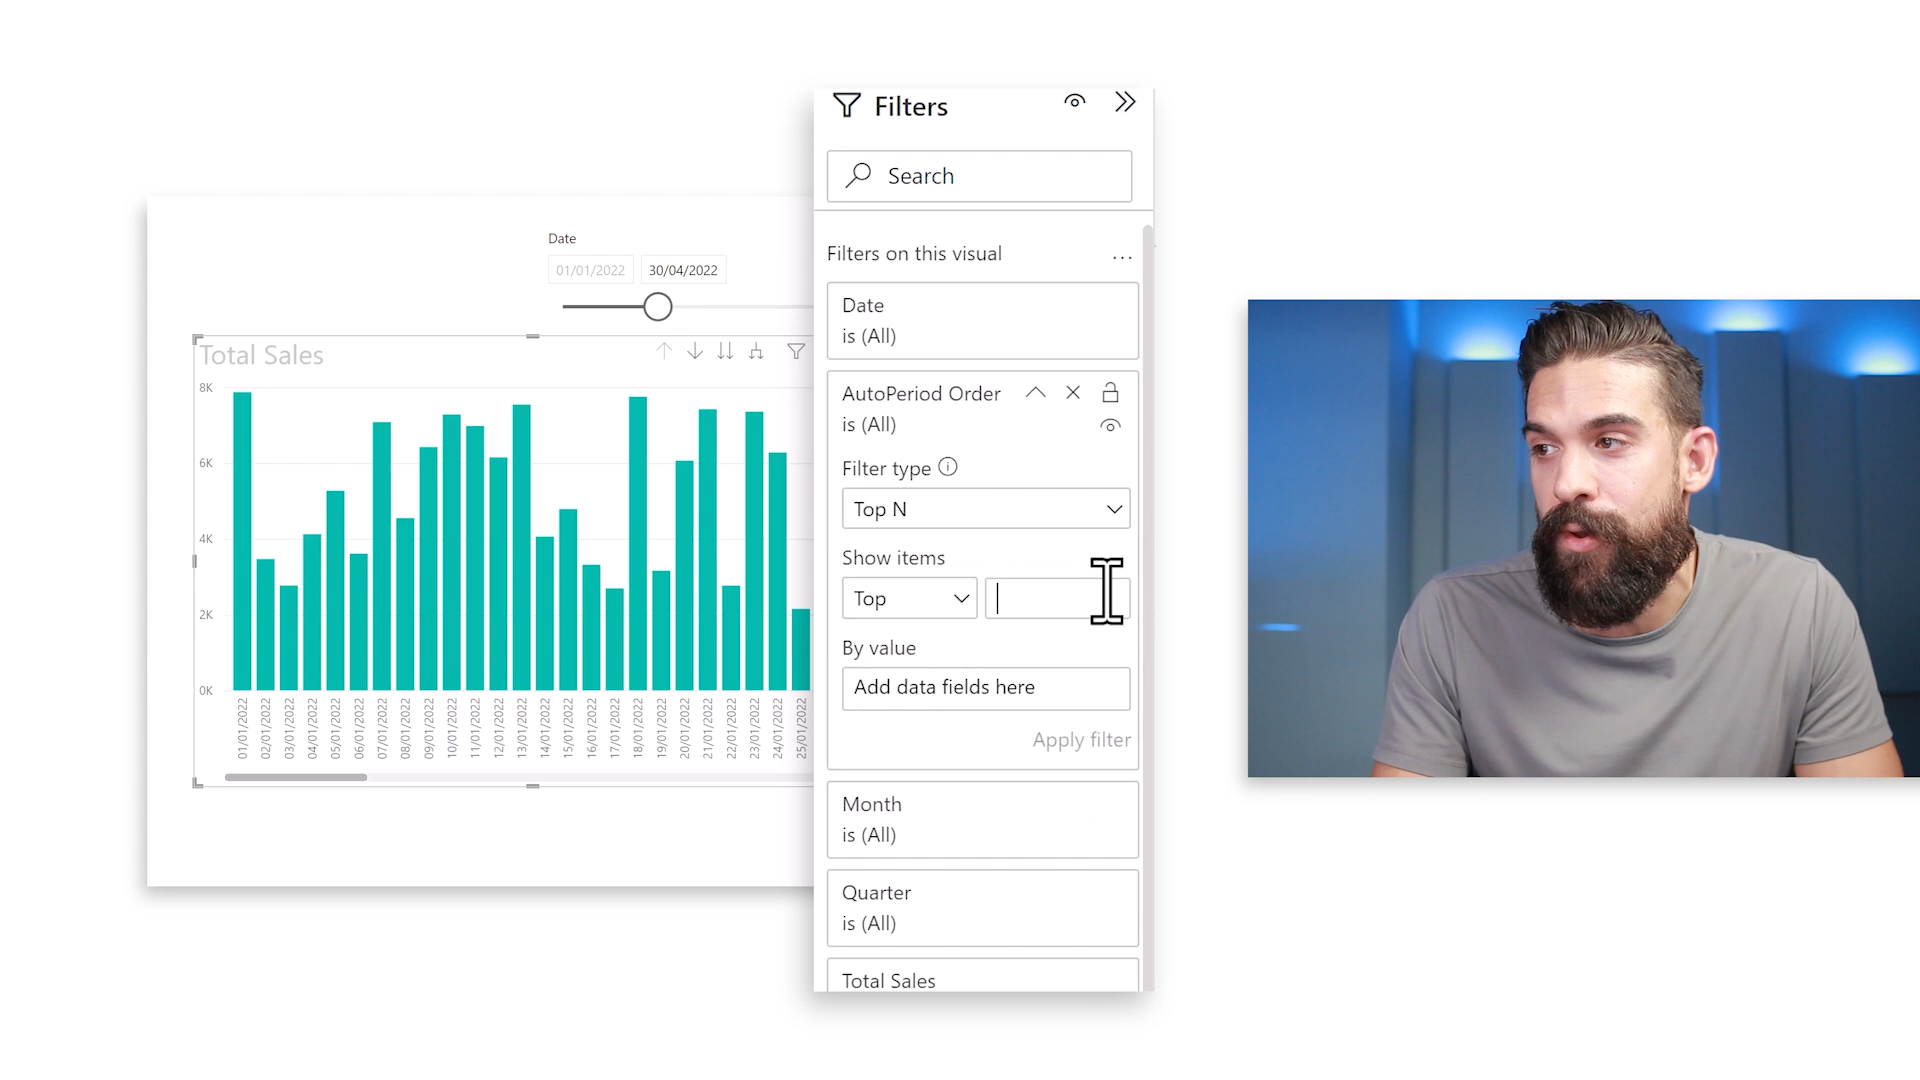 Date
01/01/2022
30/04/2022
Total Sales
8K
6K
4K
2K
0K
01/01/2022
02/01/2022
03/01/2022
04/01/2022
05/01/2022
06/01/2022
07/01/2022
08/01/2022
09/01/2022
10/01/2022
11/01/2022
12/01/2022
13/01/2022
14/01/2022
15/01/2022
16/01/2022
17/01/2022
18/01/2022
19/01/2022
20/01/2022
21/01/2022
22/01/2022
23/01/2022
24/01/2022
25/01/2022
Filters
Search
Filters on this visual
...
Date
is (All)
AutoPeriod Order
is (All)
Filter type
Top N
Show items
Top
By value
Add data fields here
Apply filter
Month
is (All)
Quarter
is (All)
Total Sales